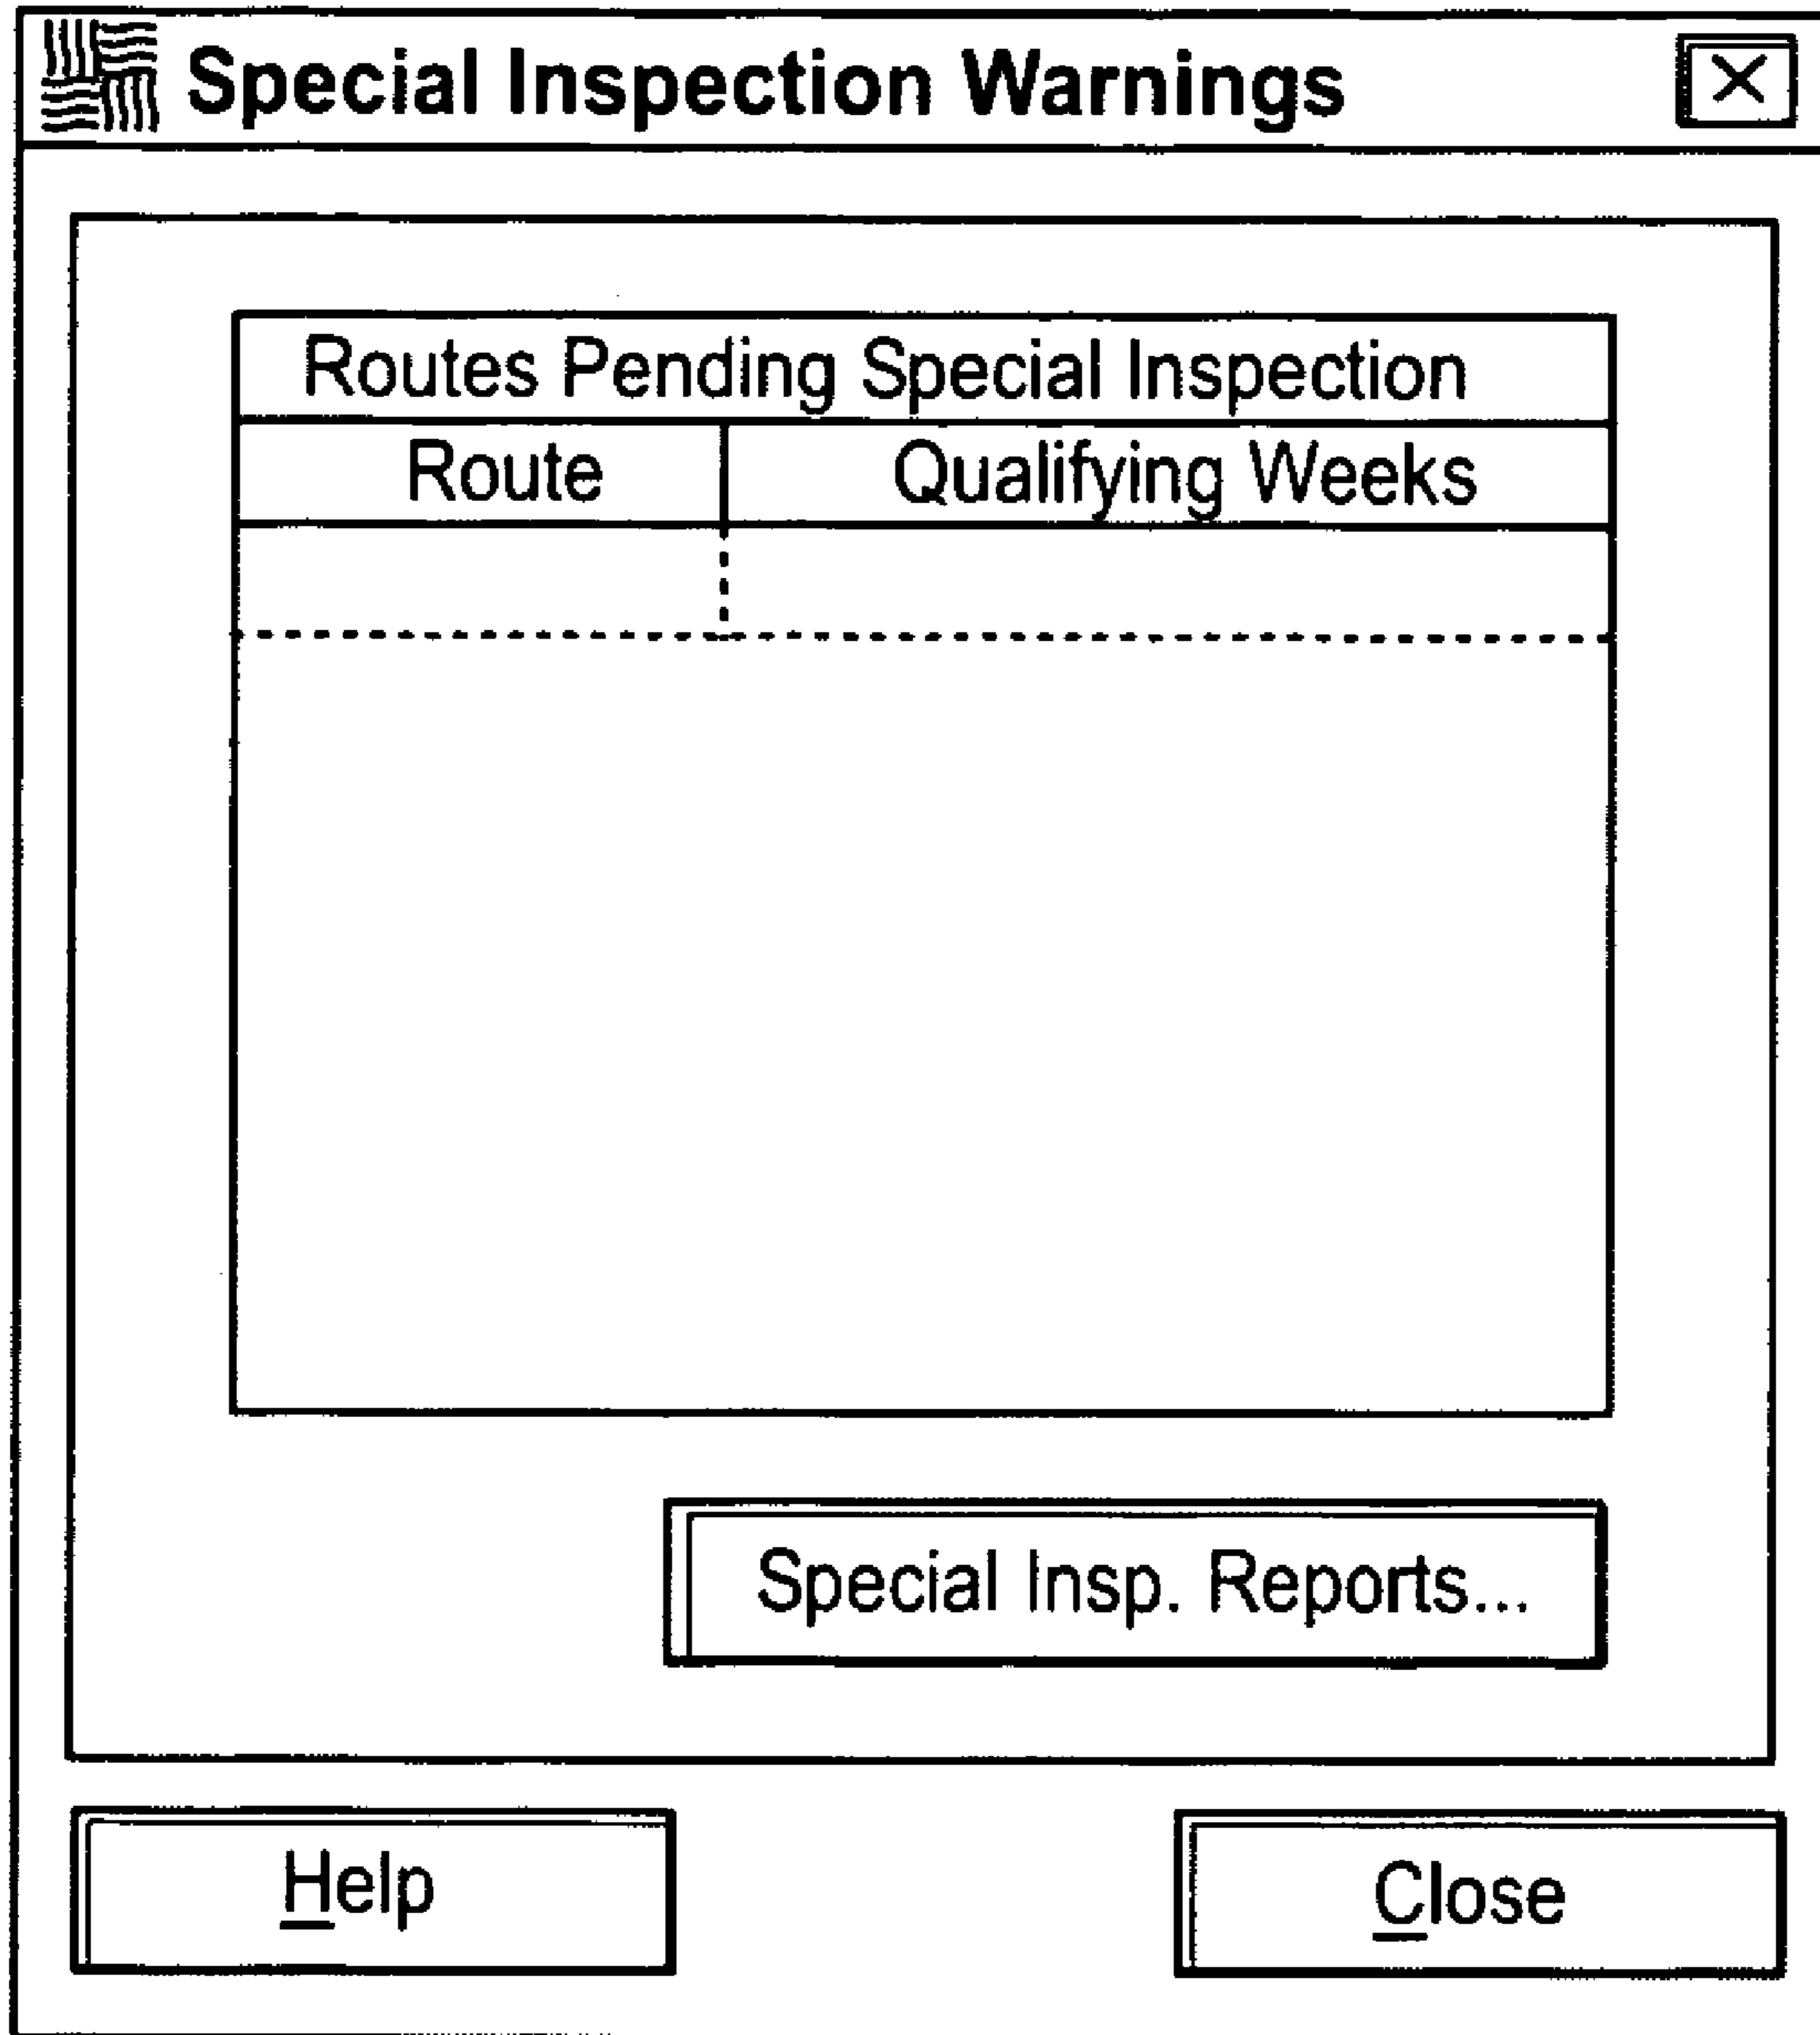 Special Inspection Warnings
Routes Pending Special Inspection
Route Qualifying Weeks
Special Insp. Reports...
Help Close